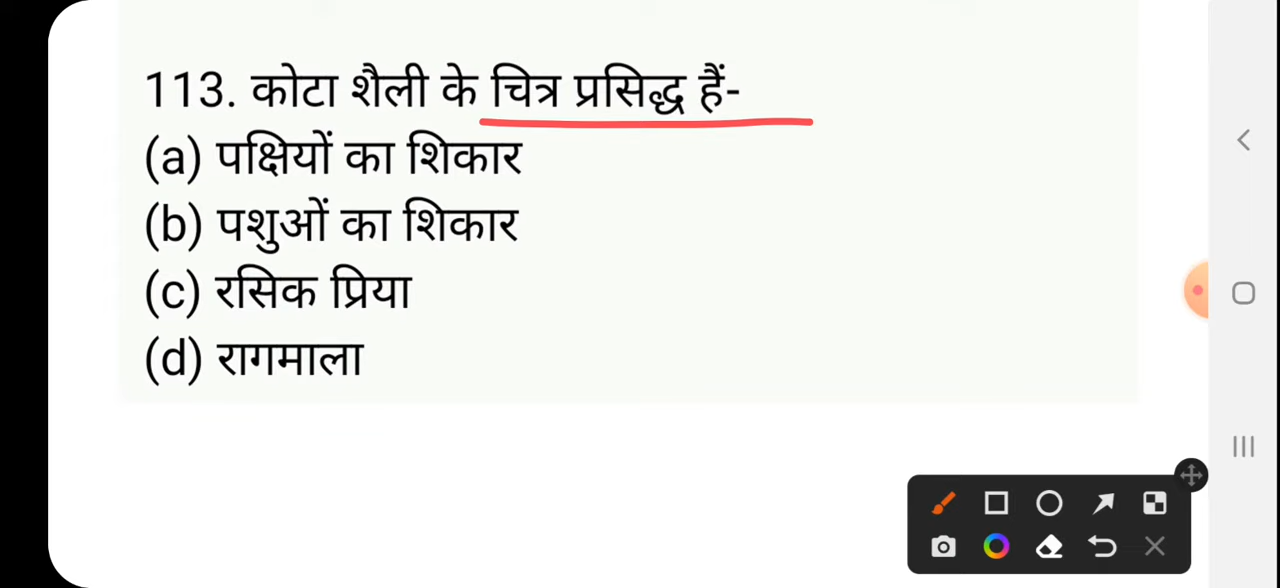 113. कोटा शैली के चित्र प्रसिद्ध हैं-
(a) पक्षियों का शिकार
(b) पशुओं का शिकार
(c) रसिक प्रिया
(d) रागमाला